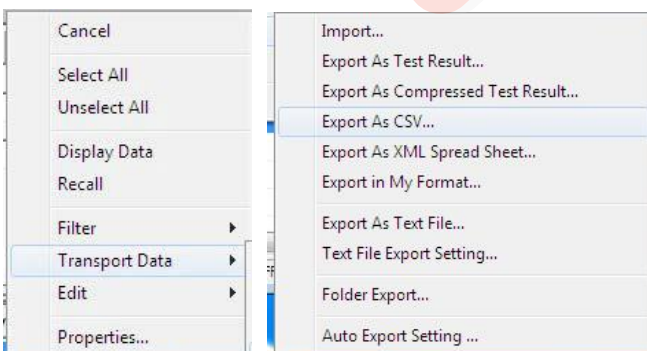 Cancel
Select All
Unselect All
Display Data
Recall
Filter
Transport Data
Edit
Properties...
Import...
Export As Test Result...
Export As Compressed Test Result...
Export As CSV...
Export As XML Spread Sheet...
Export in My Format...
Export As Text File...
Text File Export Setting...
Folder Export...
Auto Export Setting ...